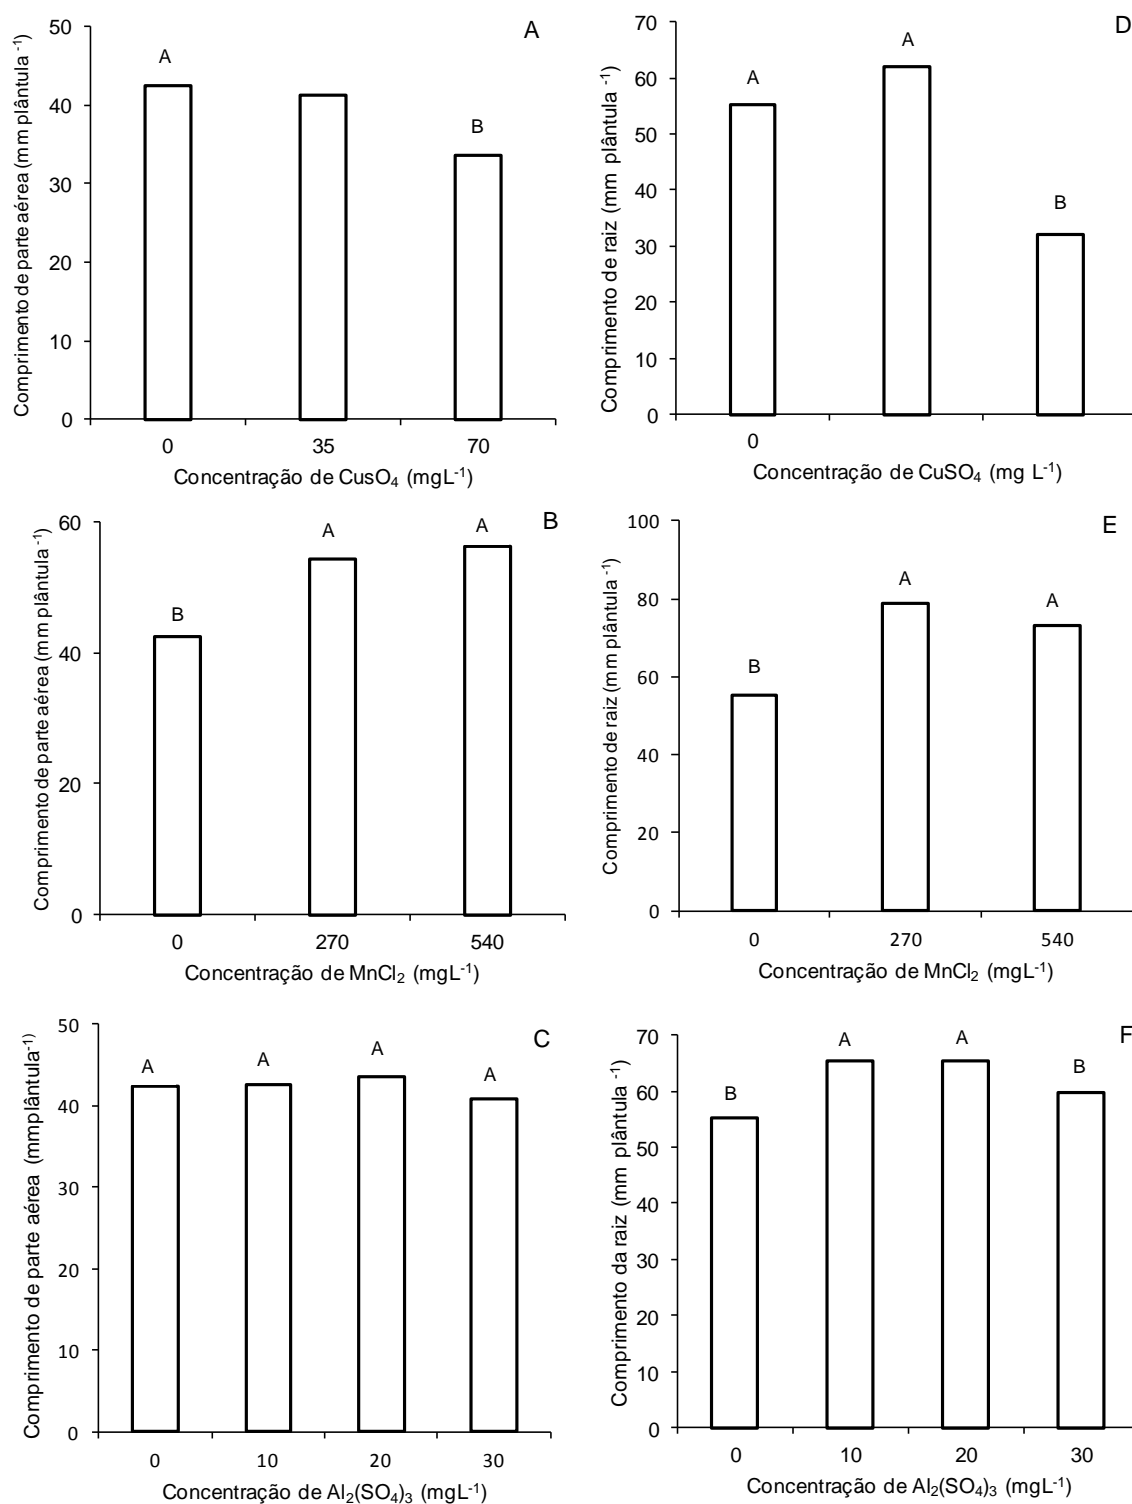 A
Comprimento de parte aérea (mm plântula -1)
50
40
30
20
10
0
A
B
0 35 70
Concentração de CusO4 (mgL-1)
D
Comprimento de raiz (mm plântula -1)
70
60
50
40
30
20
10
0
A
A
B
0
Concentração de CuSO4 (mg L-1)
B
Comprimento de parte aérea (mm plântula -1)
60
40
20
0
B
A
A
0 270 540
Concentração de MnCl2 (mgL-1)
E
Comprimento de raiz (mm plântula -1)
100
80
60
40
20
0
B
A
A
0 270 540
Concentração de MnCl2 (mgL-1)
C
Comprimento de parte aérea (mmplântula-1)
50
40
30
20
10
0
A
A
A
A
0 10 20 30
Concentração de Al2(SO4)3 (mgL-1)
F
Comprimento da raiz (mm plântula -1)
70
60
50
40
30
20
10
0
B
A
A
B
0 10 20 30
Concentração de Al2(SO4)3 (mgL-1)